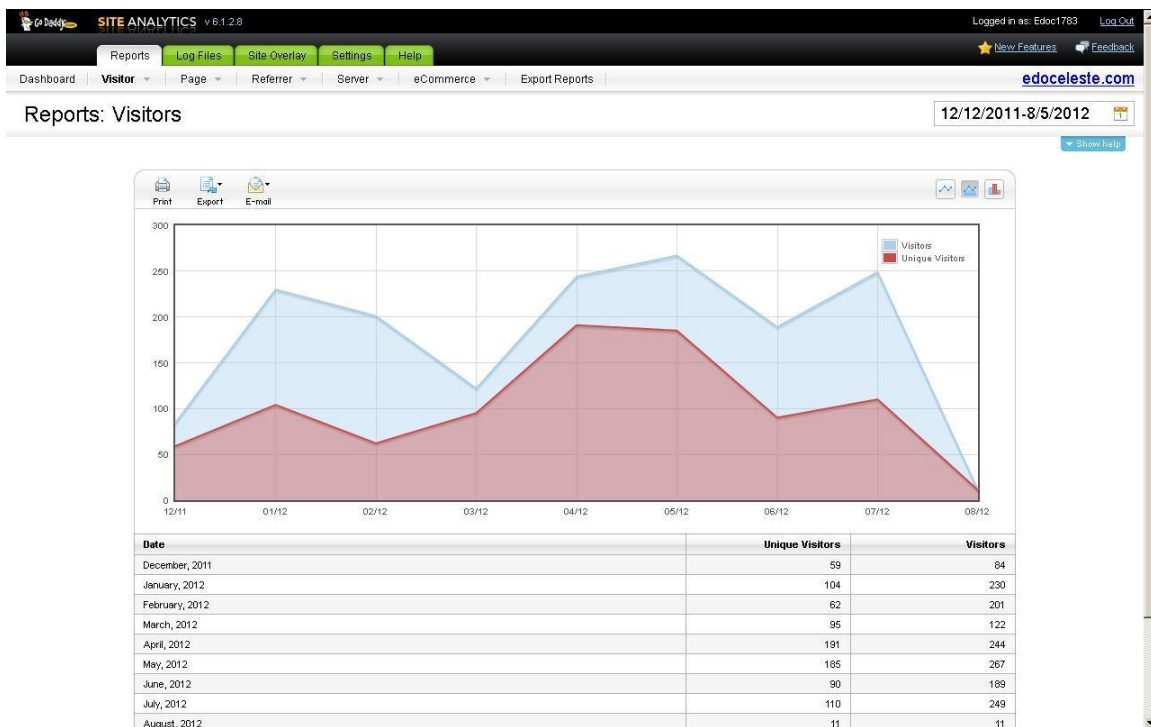 Go Daddy.com SITE ANALYTICS v 6.1.2.8 Logged in as: Edoc1783 Log Out
Reports Log Files Site Overlay Settings Help New Features Feedback
Dashboard Visitor Page Referrer Server eCommerce Export Reports edoceleste.com
Reports: Visitors 12/12/2011-8/5/2012
Show help
Print Export E-mail
300
Visitors
Unique Visitors
250
200
150
100
50
0
12/11 01/12 02/12 03/12 04/12 05/12 06/12 07/12 08/12
Date Unique Visitors Visitors
December, 2011 59 84
January, 2012 104 230
February, 2012 62 201
March, 2012 95 122
April, 2012 191 244
May, 2012 185 267
June, 2012 90 189
July, 2012 110 249
August, 2012 11 11